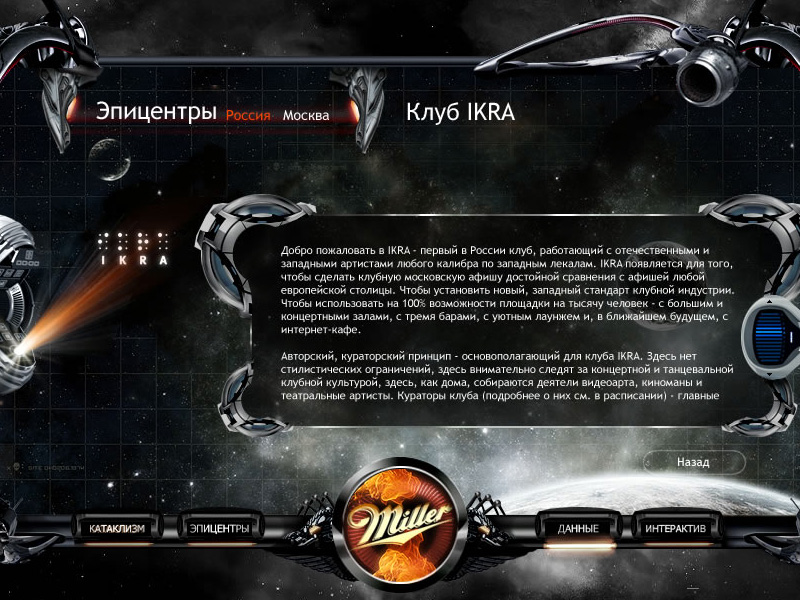 Эпицентры Россия Москва
Клуб IKRA
I K R A
Добро пожаловать в IKRA - первый в России клуб, работающий с отечественными и
западными артистами любого калибра по западным лекалам. IKRA появляется для того,
чтобы сделать клубную московскую афишу достойной сравнения с афишей любой
европейской столицы. Чтобы установить новый, западный стандарт клубной индустрии.
Чтобы использовать на 100% возможности площадки на тысячу человек - с большим и
концертными залами, с тремя барами, с уютным лаунжем и, в ближайшем будущем, с
интернет-кафе.
Авторский, кураторский принцип - основополагающий для клуба IKRA. Здесь нет
стилистических ограничений, здесь внимательно следят за концертной и танцевальной
клубной культурой, здесь, как дома, собираются деятели видеоарта, киноманы и
театральные артисты. Кураторы клуба (подробнее о них см. в расписании) - главные
Назад
КАТАКЛИЗМ
ЭПИЦЕНТРЫ
Miller
ДАННЫЕ
ИНТЕРАКТИВ